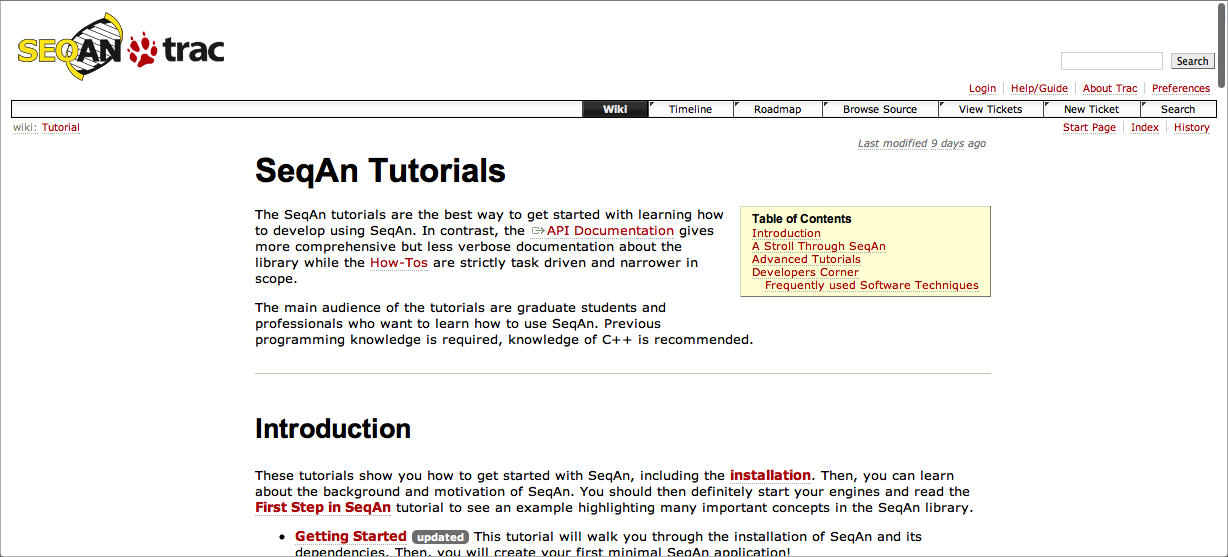 SEQAN trac
Search
Login Help/Guide About Trac Preferences
Wiki Timeline Roadmap Browse Source View Tickets New Ticket Search
wiki: Tutorial
Start Page Index History
Last modified 9 days ago
SeqAn Tutorials
The SeqAn tutorials are the best way to get started with learning how
to develop using SeqAn. In contrast, the API Documentation gives
more comprehensive but less verbose documentation about the
library while the How-Tos are strictly task driven and narrower in
scope.
Table of Contents
Introduction
A Stroll Through SeqAn
Advanced Tutorials
Developers Corner
Frequently used Software Techniques
The main audience of the tutorials are graduate students and
professionals who want to learn how to use SeqAn. Previous
programming knowledge is required, knowledge of C++ is recommended.
Introduction
These tutorials show you how to get started with SeqAn, including the installation. Then, you can learn
about the background and motivation of SeqAn. You should then definitely start your engines and read the
First Step in SeqAn tutorial to see an example highlighting many important concepts in the SeqAn library.
• Getting Started updated This tutorial will walk you through the installation of SeqAn and its
dependencies. Then, you will create your first minimal SeqAn application!